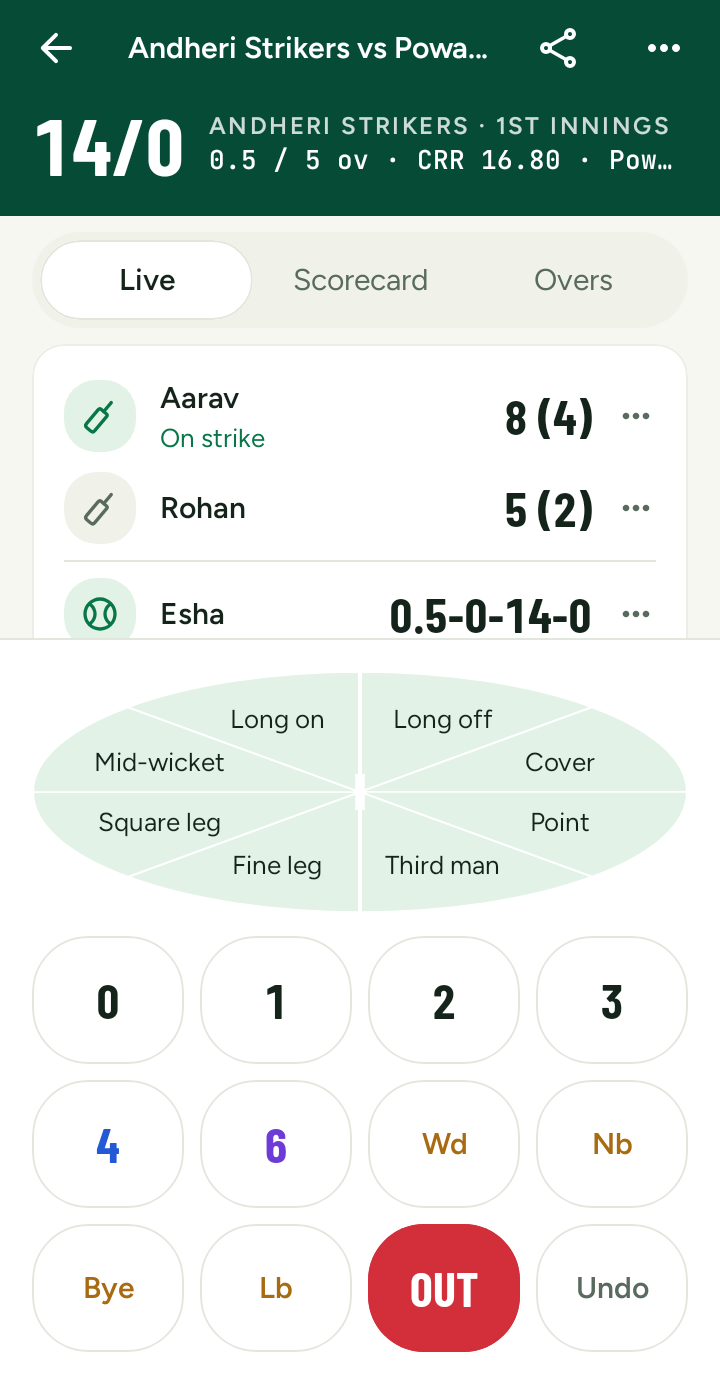 Andheri Strikers vs Powa...
14/0
ANDHERI STRIKERS · 1ST INNINGS
0.5 / 5 ov · CRR 16.80 · Pow…
Live Scorecard Overs
Aarav 8 (4)
On strike
Rohan 5 (2)
Esha 0.5-0-14-0
Long on Long off
Mid-wicket Cover
Square leg Point
Fine leg Third man
0 1 2 3
4 6 Wd Nb
Bye Lb OUT Undo